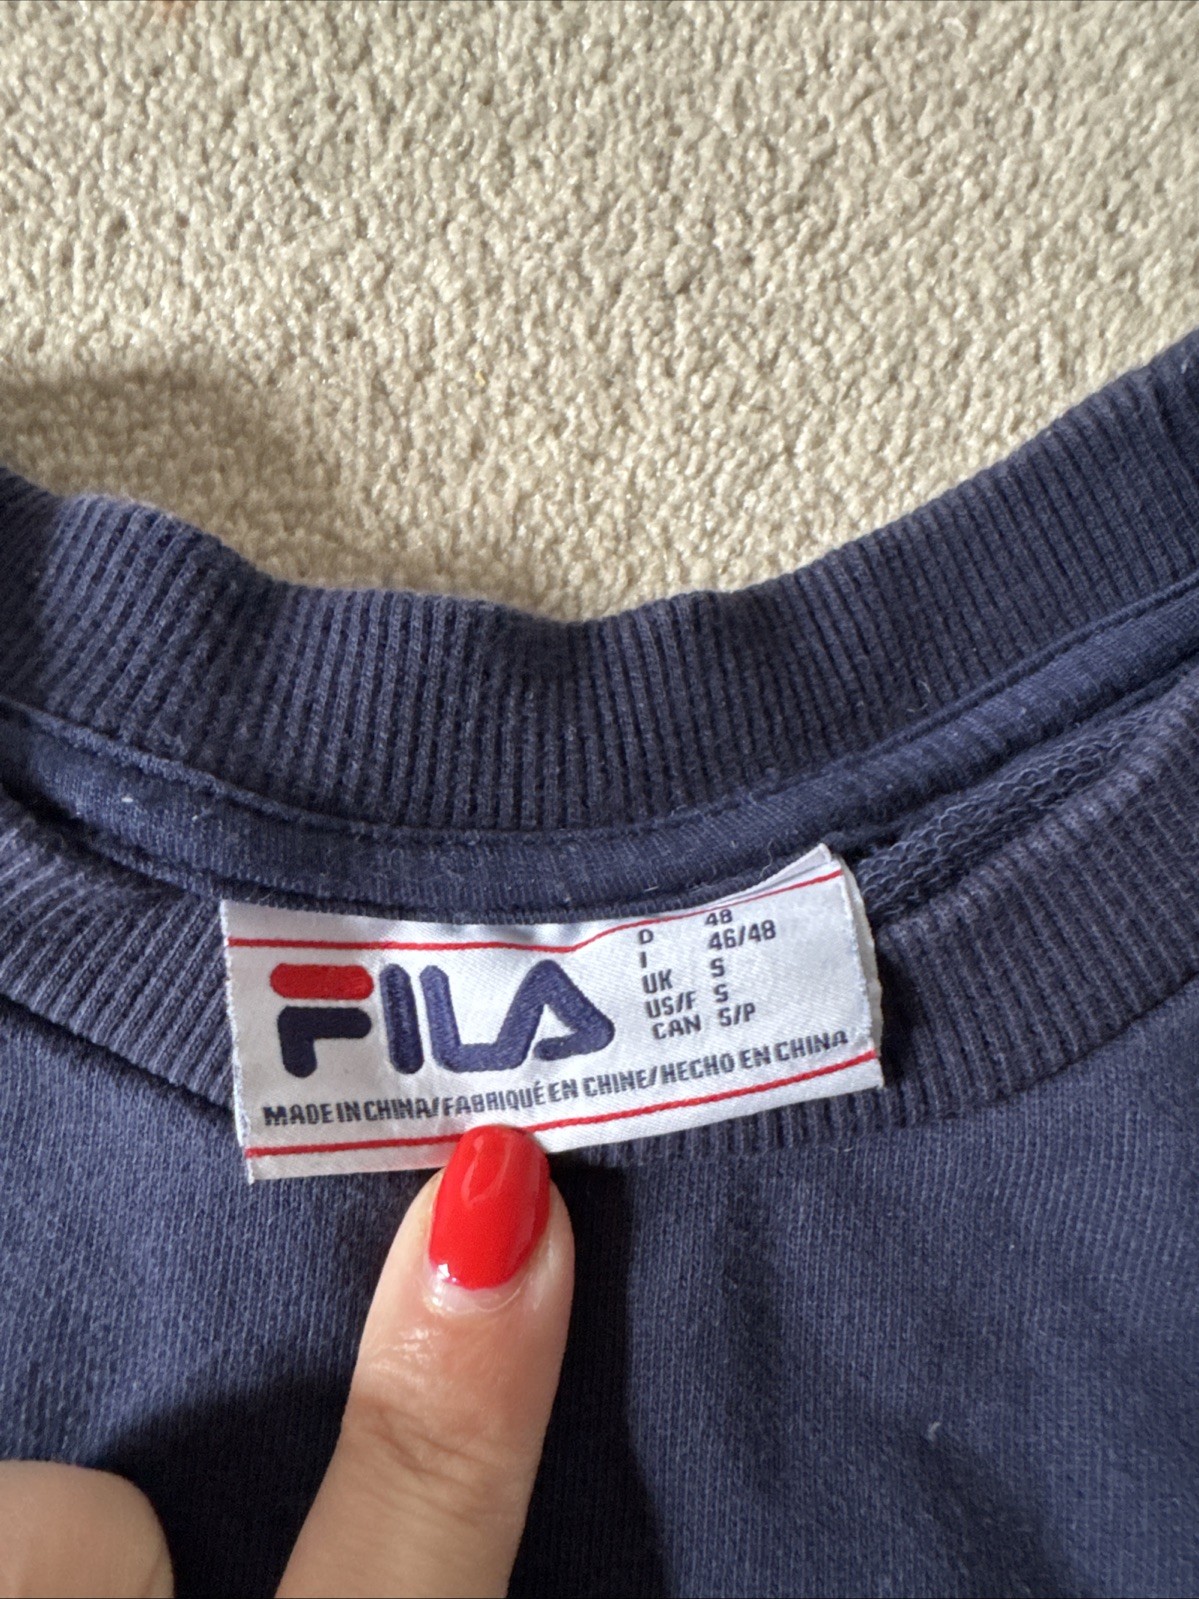 FILA
D 48
I 46/48
UK S
US/F S
CAN S/P
MADE IN CHINA/FABRIQUÉ EN CHINE/HECHO EN CHINA